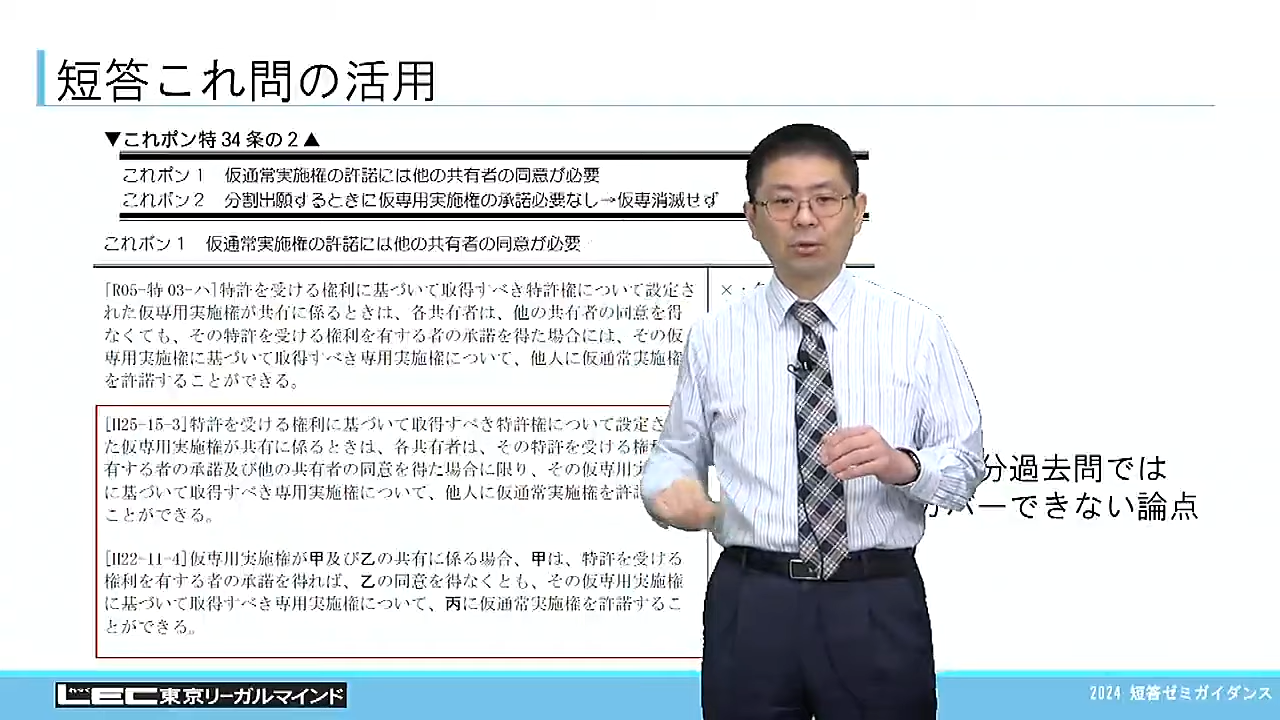 短答これ問の活用
▼これポン特34条の2▲
これポン1 仮通常実施権の許諾には他の共有者の同意が必要
これポン2 分割出願するときに仮専用実施権の承諾必要なし→仮専消滅せず
これポン1 仮通常実施権の許諾には他の共有者の同意が必要
[R05-特03-ハ]特許を受ける権利に基づいて取得すべき特許権について設定さ
れた仮専用実施権が共有に係るときは、各共有者は、他の共有者の同意を得
なくても、その特許を受ける権利を有する者の承諾を得た場合には、その仮
専用実施権に基づいて取得すべき専用実施権について、他人に仮通常実施権
を許諾することができる。
×・
[H25-15-3]特許を受ける権利に基づいて取得すべき特許権について設定さ
た仮専用実施権が共有に係るときは、各共有者は、その特許を受ける権
有する者の承諾及び他の共有者の同意を得た場合に限り、その仮専用実
に基づいて取得すべき専用実施権について、他人に仮通常実施権を許
ことができる。
[H22-11-4]仮専用実施権が甲及び乙の共有に係る場合、甲は、特許を受ける
権利を有する者の承諾を得れば、乙の同意を得なくとも、その仮専用実施権
に基づいて取得すべき専用実施権について、丙に仮通常実施権を許諾するこ
とができる。
分過去問では
バーできない論点
LEC東京リーガルマインド
2024 短答ゼミガイダンス